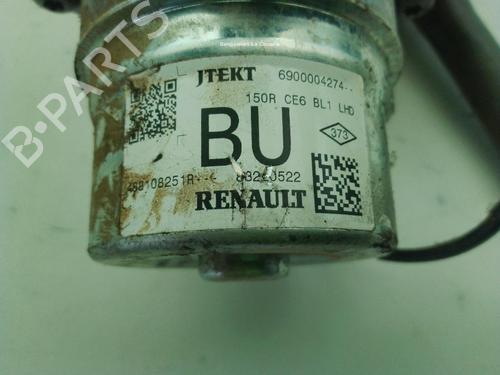 B-PARTS
JTEKT 6900004274--
150R CE6 BL1 LHD
BU
373
RENAULT